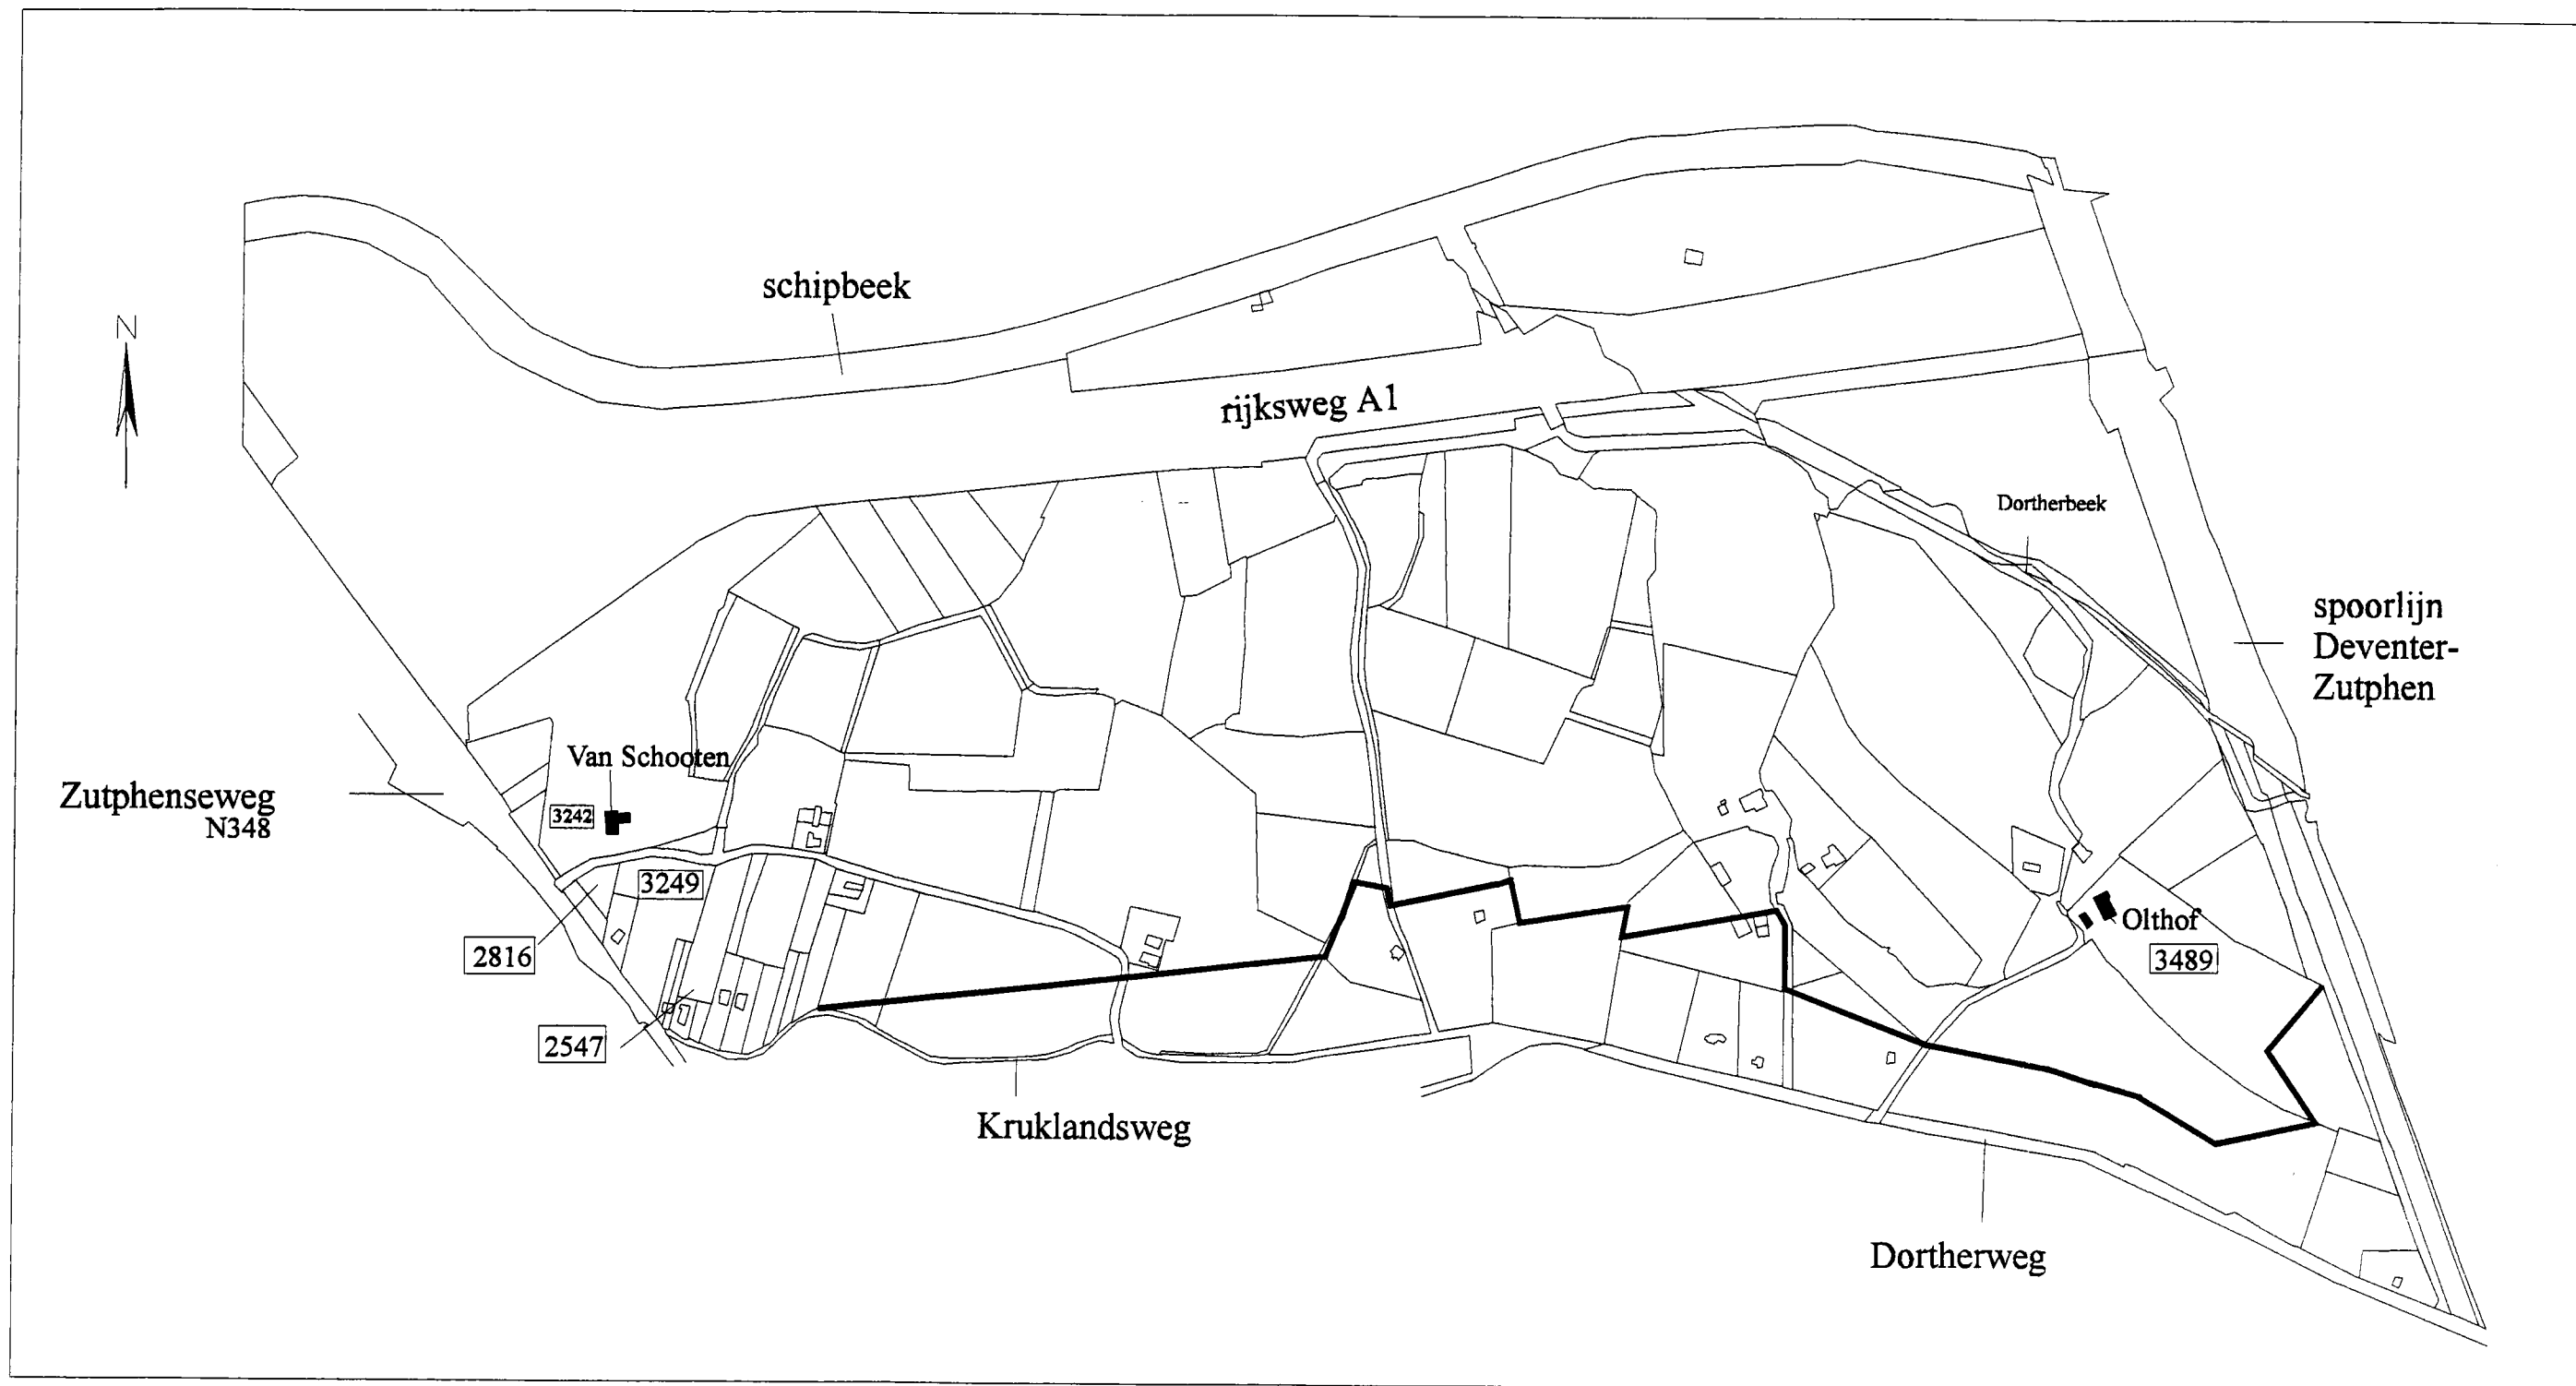 N
schipbeek
rijksweg A1
Dortherbeek
spoorlijn
Deventer-
Zutphen
Van Schooten
Zutphenseweg
N348
3242
3249
2816
2547
Olthof
3489
Kruklandsweg
Dortherweg